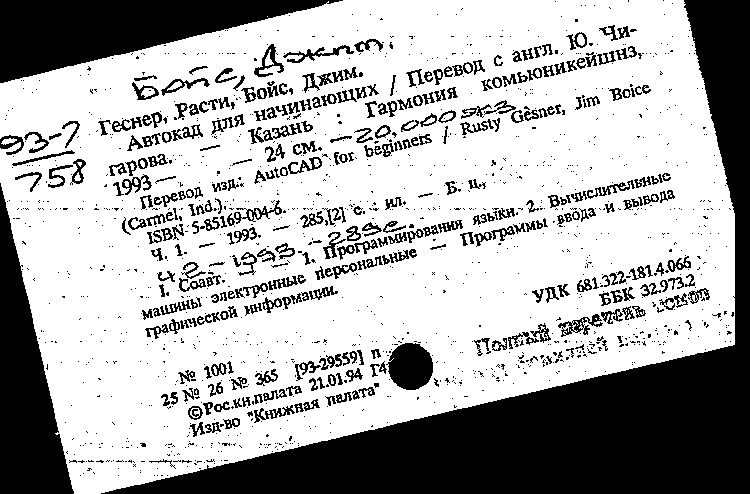 Бойс, Джим.
93-7
758
Геснер, Расти, Бойс, Джим.
Автокад для начинающих / Перевод с англ. Ю. Чи-
гарова. — Казань : Гармония комьюникейшнз,
1993 — . — 24 см. — 20,000 экз.
Перевод изд.: AutoCAD for beginners / Rusty Gesner, Jim Boice
(Carmel, Ind.).
ISBN 5-85169-004-6.
Ч. 1. — 1993. — 285,[2] с. : ил. — Б. ц.,
Ч. 2 — 1993. — 289с.
I. Соавт. — — 1. Программирования языки. 2. Вычислительные
машины электронные персональные — Программы ввода и вывода
графической информации.
УДК 681.322-181.4.066
ББК 32.973.2
Полный перечень
№ 1001
25 № 26 № 365 [93-29559] п
©Рос.кн.палата 21.01.94 Г4
Изд-во "Книжная палата"